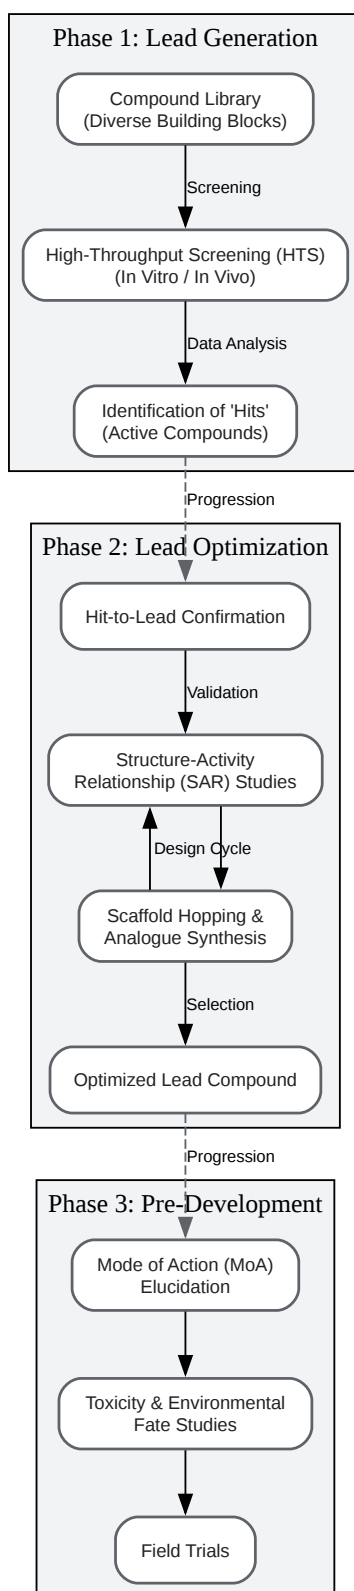 Phase 1: Lead Generation
Compound Library
(Diverse Building Blocks)
Screening
High-Throughput Screening (HTS)
(In Vitro / In Vivo)
Data Analysis
Identification of 'Hits'
(Active Compounds)
Progression
Phase 2: Lead Optimization
Hit-to-Lead Confirmation
Validation
Structure-Activity
Relationship (SAR) Studies
Design Cycle
Scaffold Hopping &
Analogue Synthesis
Selection
Optimized Lead Compound
Progression
Phase 3: Pre-Development
Mode of Action (MoA)
Elucidation
Toxicity & Environmental
Fate Studies
Field Trials